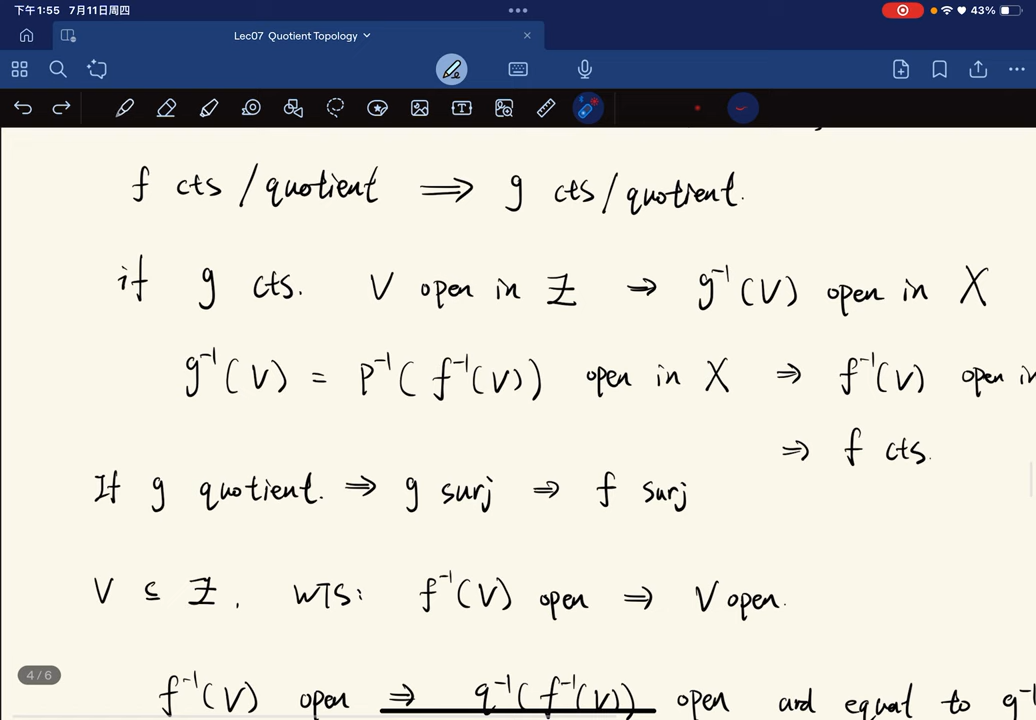 下午1:55 7月11日周四
43%
Lec07 Quotient Topology
f cts / quotient ⟹ g cts / quotient.
if g cts. V open in Z → g⁻¹(V) open in X
g⁻¹(V) = p⁻¹( f⁻¹(V)) open in X ⇒ f⁻¹(V) open in
⇒ f cts.
If g quotient. ⇒ g surj ⇒ f surj
V ⊆ Z, WTS: f⁻¹(V) open ⇒ V open.
4 / 6
f⁻¹(V) open ⇒ q⁻¹( f⁻¹(V)) open and equal to g⁻¹